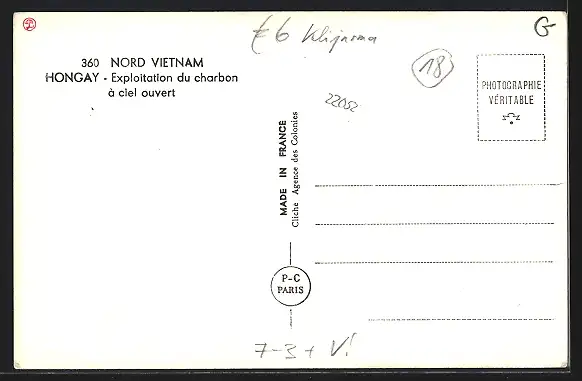 360 NORD VIETNAM
HONGAY - Exploitation du charbon
à ciel ouvert
€6 Klijnsma
18
G
22052
PHOTOGRAPHIE
VÉRITABLE
MADE IN FRANCE
Cliché Agence des Colonies
P-C
PARIS
7-3+ V!